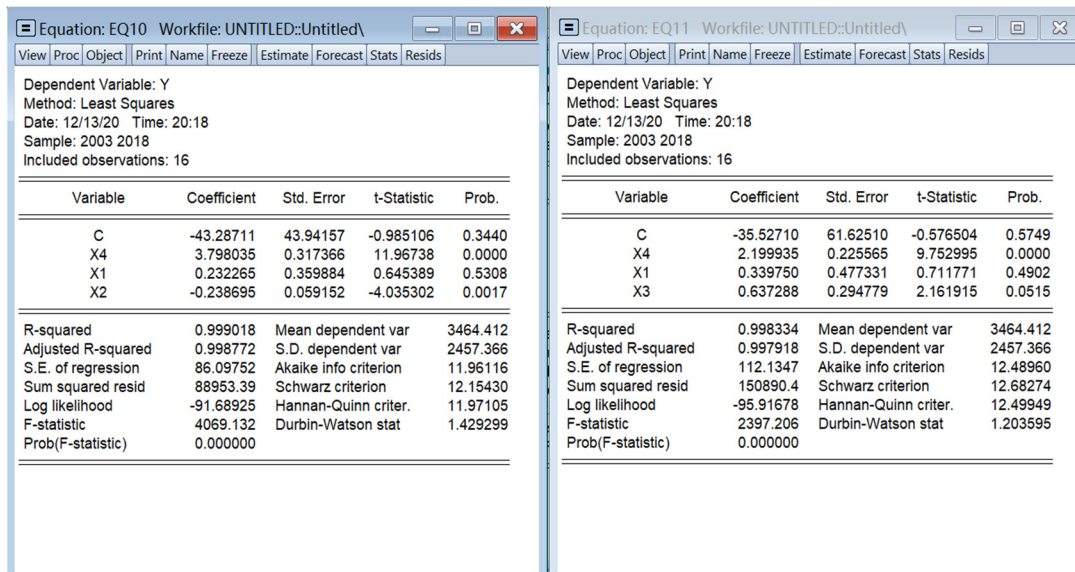 Equation: EQ10 Workfile: UNTITLED::Untitled\
View Proc Object Print Name Freeze Estimate Forecast Stats Resids
Dependent Variable: Y
Method: Least Squares
Date: 12/13/20 Time: 20:18
Sample: 2003 2018
Included observations: 16
Variable Coefficient Std. Error t-Statistic Prob.
C -43.28711 43.94157 -0.985106 0.3440
X4 3.798035 0.317366 11.96738 0.0000
X1 0.232265 0.359884 0.645389 0.5308
X2 -0.238695 0.059152 -4.035302 0.0017
R-squared 0.999018 Mean dependent var 3464.412
Adjusted R-squared 0.998772 S.D. dependent var 2457.366
S.E. of regression 86.09752 Akaike info criterion 11.96116
Sum squared resid 88953.39 Schwarz criterion 12.15430
Log likelihood -91.68925 Hannan-Quinn criter. 11.97105
F-statistic 4069.132 Durbin-Watson stat 1.429299
Prob(F-statistic) 0.000000
Equation: EQ11 Workfile: UNTITLED::Untitled\
View Proc Object Print Name Freeze Estimate Forecast Stats Resids
Dependent Variable: Y
Method: Least Squares
Date: 12/13/20 Time: 20:18
Sample: 2003 2018
Included observations: 16
Variable Coefficient Std. Error t-Statistic Prob.
C -35.52710 61.62510 -0.576504 0.5749
X4 2.199935 0.225565 9.752995 0.0000
X1 0.339750 0.477331 0.711771 0.4902
X3 0.637288 0.294779 2.161915 0.0515
R-squared 0.998334 Mean dependent var 3464.412
Adjusted R-squared 0.997918 S.D. dependent var 2457.366
S.E. of regression 112.1347 Akaike info criterion 12.48960
Sum squared resid 150890.4 Schwarz criterion 12.68274
Log likelihood -95.91678 Hannan-Quinn criter. 12.49949
F-statistic 2397.206 Durbin-Watson stat 1.203595
Prob(F-statistic) 0.000000